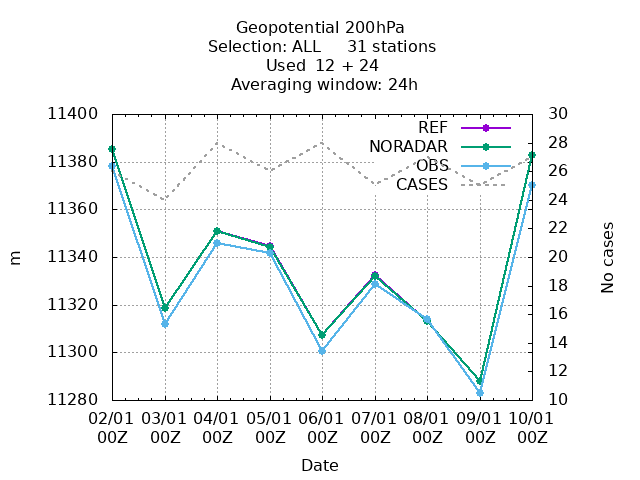 Geopotential 200hPa
Selection: ALL 31 stations
Used 12 + 24
Averaging window: 24h
11400
11380
11360
11340
11320
11300
11280
m
30
28
26
24
22
20
18
16
14
12
10
No cases
REF
NORADAR
OBS
CASES
02/01 03/01 04/01 05/01 06/01 07/01 08/01 09/01 10/01
00Z 00Z 00Z 00Z 00Z 00Z 00Z 00Z 00Z
Date